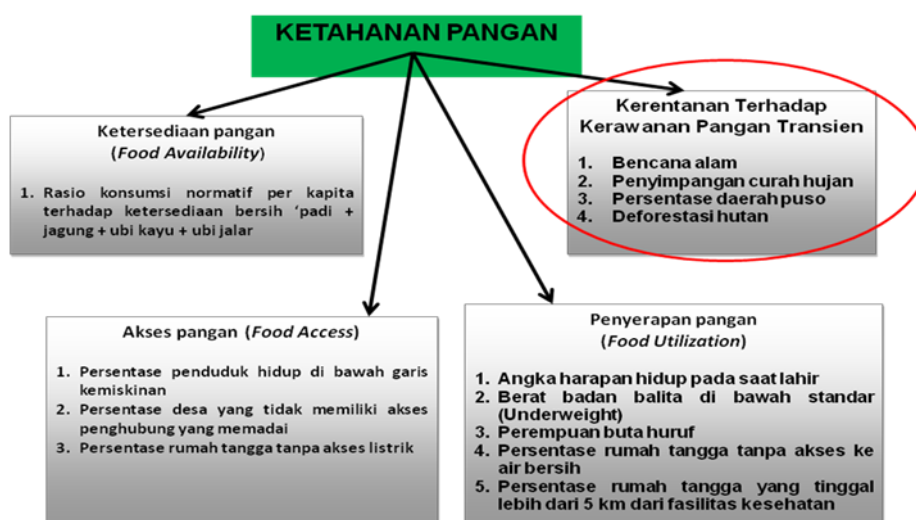 KETAHANAN PANGAN
Ketersediaan pangan
(Food Availability)
1. Rasio konsumsi normatif per kapita
terhadap ketersediaan bersih ‘padi +
jagung + ubi kayu + ubi jalar
Kerentanan Terhadap
Kerawanan Pangan Transien
1. Bencana alam
2. Penyimpangan curah hujan
3. Persentase daerah puso
4. Deforestasi hutan
Akses pangan (Food Access)
1. Persentase penduduk hidup di bawah garis
kemiskinan
2. Persentase desa yang tidak memiliki akses
penghubung yang memadai
3. Persentase rumah tangga tanpa akses listrik
Penyerapan pangan
(Food Utilization)
1. Angka harapan hidup pada saat lahir
2. Berat badan balita di bawah standar
(Underweight)
3. Perempuan buta huruf
4. Persentase rumah tangga tanpa akses ke
air bersih
5. Persentase rumah tangga yang tinggal
lebih dari 5 km dari fasilitas kesehatan